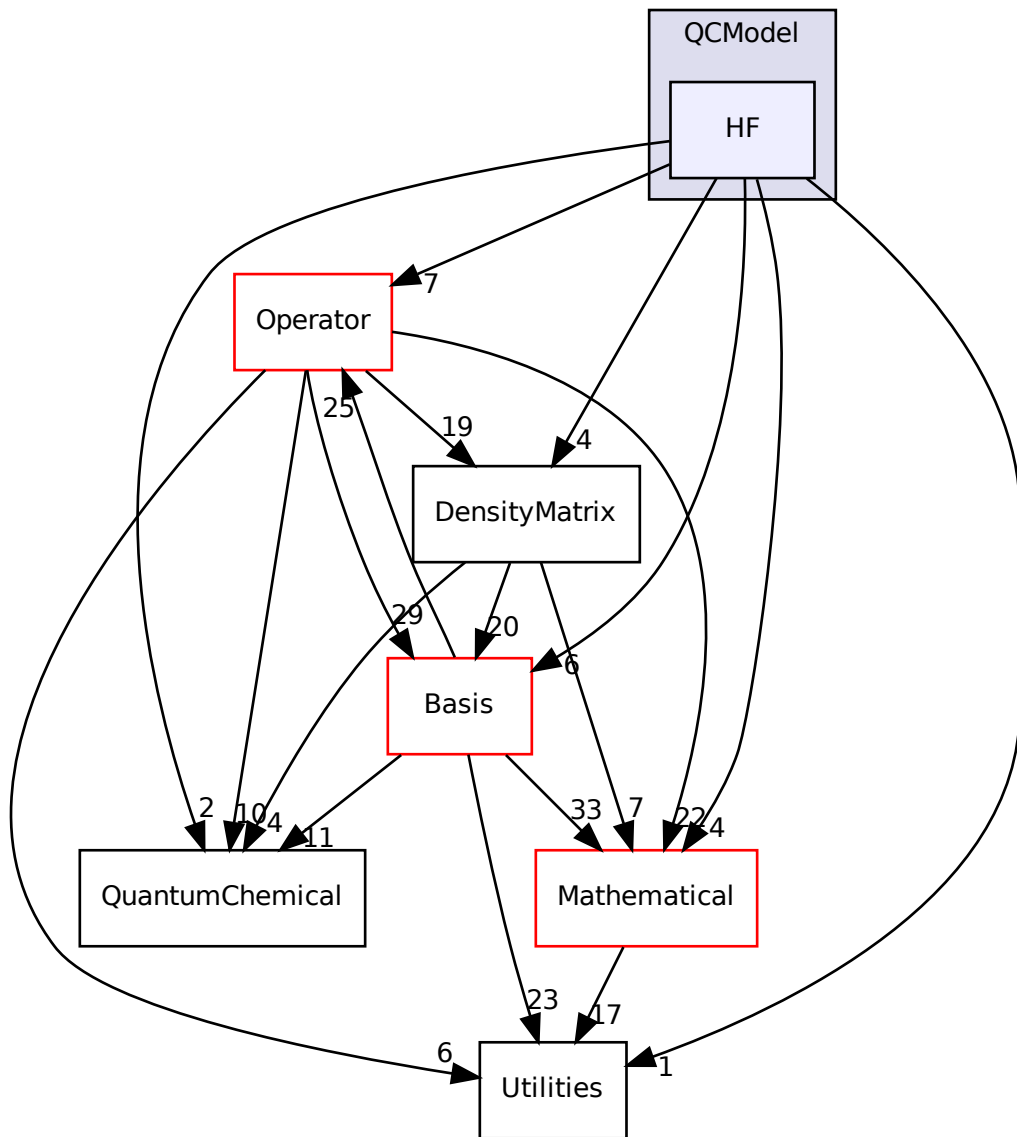 QCModel
HF
7
Operator
25
19
4
DensityMatrix
29
20
6
Basis
2
10
4
11
33
7
22
4
QuantumChemical
Mathematical
23
17
6
1
Utilities